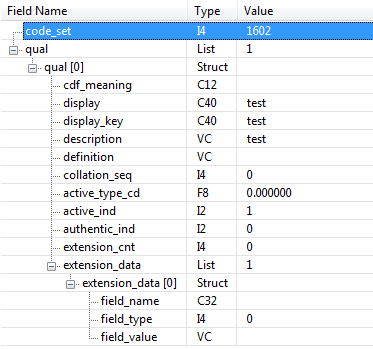 Field Name Type Value
code_set I4 1602
qual List 1
qual [0] Struct
cdf_meaning C12
display C40 test
display_key C40 test
description VC test
definition VC
collation_seq I4 0
active_type_cd F8 0.000000
active_ind I2 1
authentic_ind I2 0
extension_cnt I4 0
extension_data List 1
extension_data [0] Struct
field_name C32
field_type I4 0
field_value VC